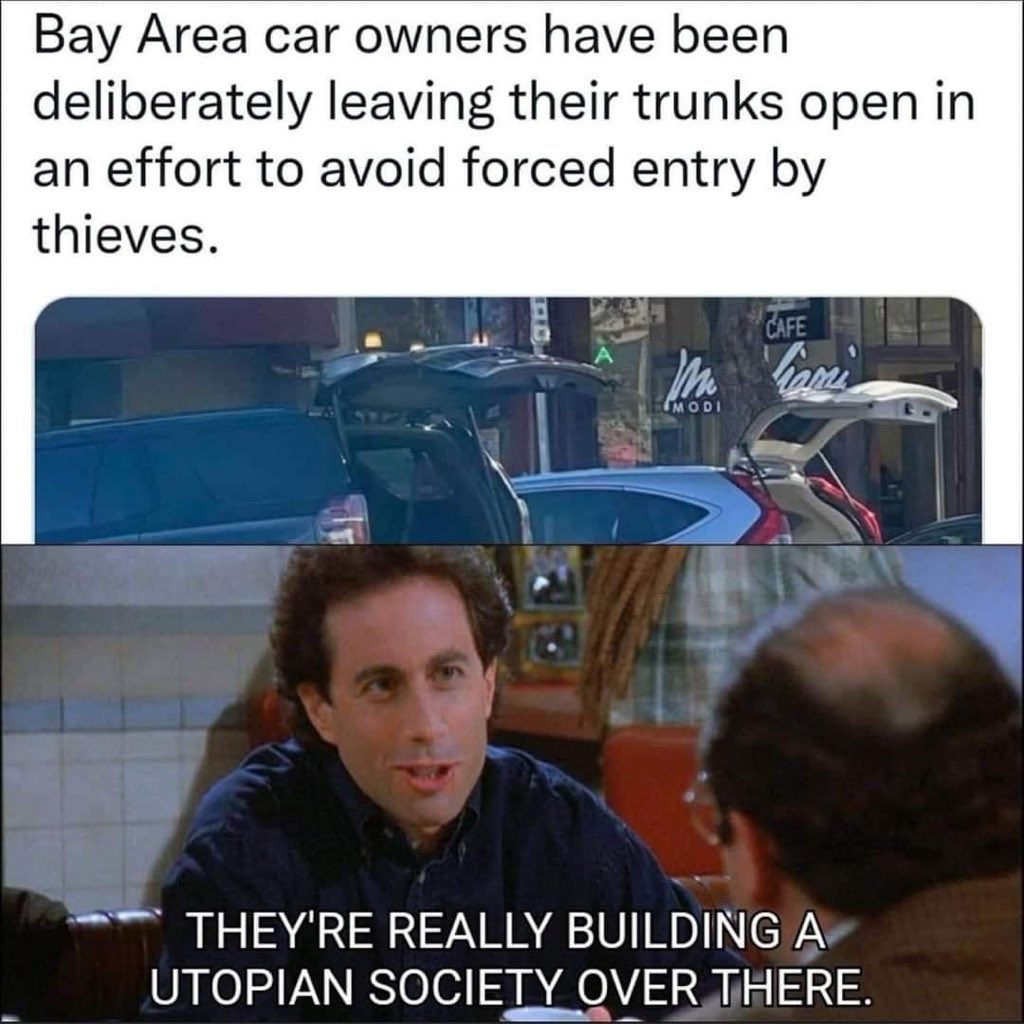 Bay Area car owners have been
deliberately leaving their trunks open in
an effort to avoid forced entry by
thieves.
CAFE
MODI
THEY'RE REALLY BUILDING A
UTOPIAN SOCIETY OVER THERE.